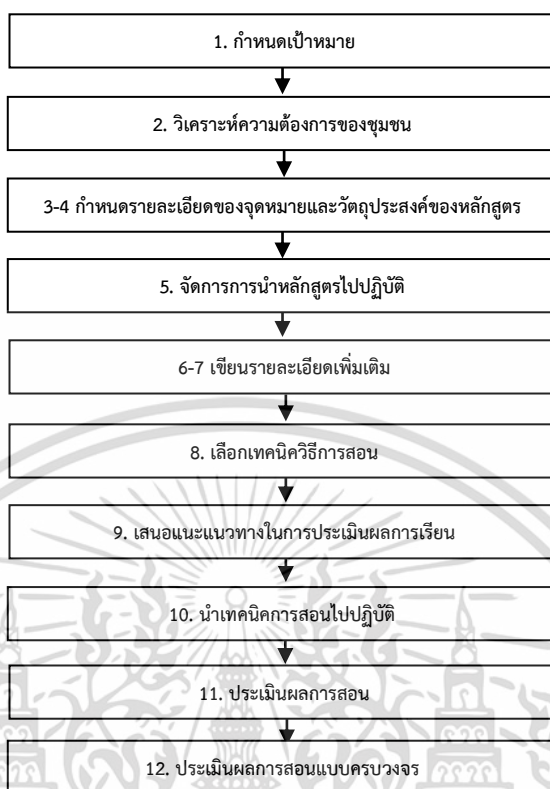 1. กำหนดเป้าหมาย
2. วิเคราะห์ความต้องการของชุมชน
3-4 กำหนดรายละเอียดของจุดหมายและวัตถุประสงค์ของหลักสูตร
5. จัดการการนำหลักสูตรไปปฏิบัติ
6-7 เขียนรายละเอียดเพิ่มเติม
8. เลือกเทคนิควิธีการสอน
9. เสนอแนะแนวทางในการประเมินผลการเรียน
10. นำเทคนิคการสอนไปปฏิบัติ
11. ประเมินผลการสอน
12. ประเมินผลการสอนแบบครบวงจร